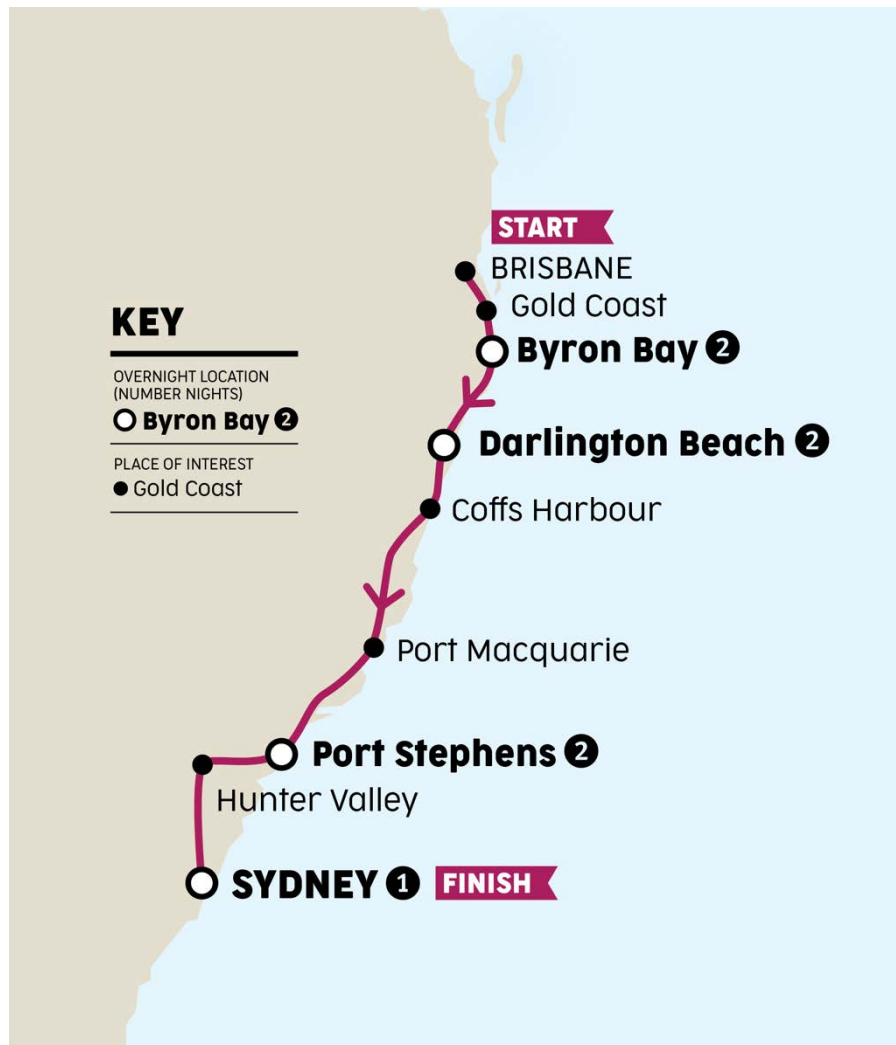 START
BRISBANE
Gold Coast
Byron Bay 2
Darlington Beach 2
Coffs Harbour
Port Macquarie
Port Stephens 2
Hunter Valley
SYDNEY 1 FINISH
KEY
OVERNIGHT LOCATION
(NUMBER NIGHTS)
Byron Bay 2
PLACE OF INTEREST
Gold Coast